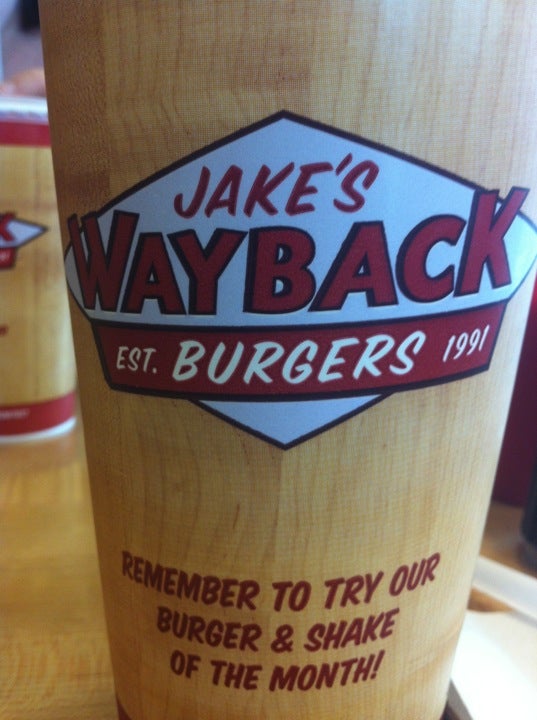 JAKE'S
WAYBACK
EST. BURGERS 1991
REMEMBER TO TRY OUR
BURGER & SHAKE
OF THE MONTH!